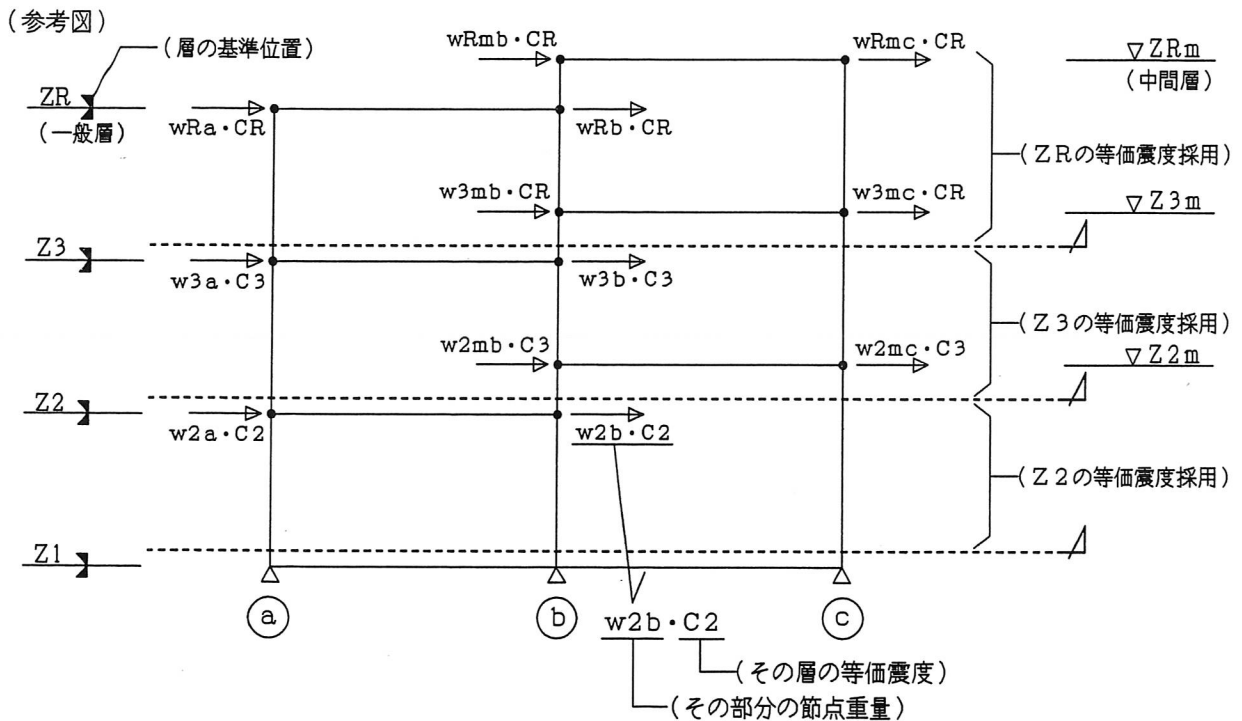 (参考図)
(層の基準位置)
wRmb・CR
wRmc・CR
▽ZRm
(中間層)
ZR
(一般層)
wRa・CR
wRb・CR
(ZRの等価震度採用)
w3mb・CR
w3mc・CR
▽Z3m
Z3
w3a・C3
w3b・C3
(Z3の等価震度採用)
w2mb・C3
w2mc・C3
▽Z2m
Z2
w2a・C2
w2b・C2
(Z2の等価震度採用)
Z1
a
b
c
w2b・C2
(その層の等価震度)
(その部分の節点重量)